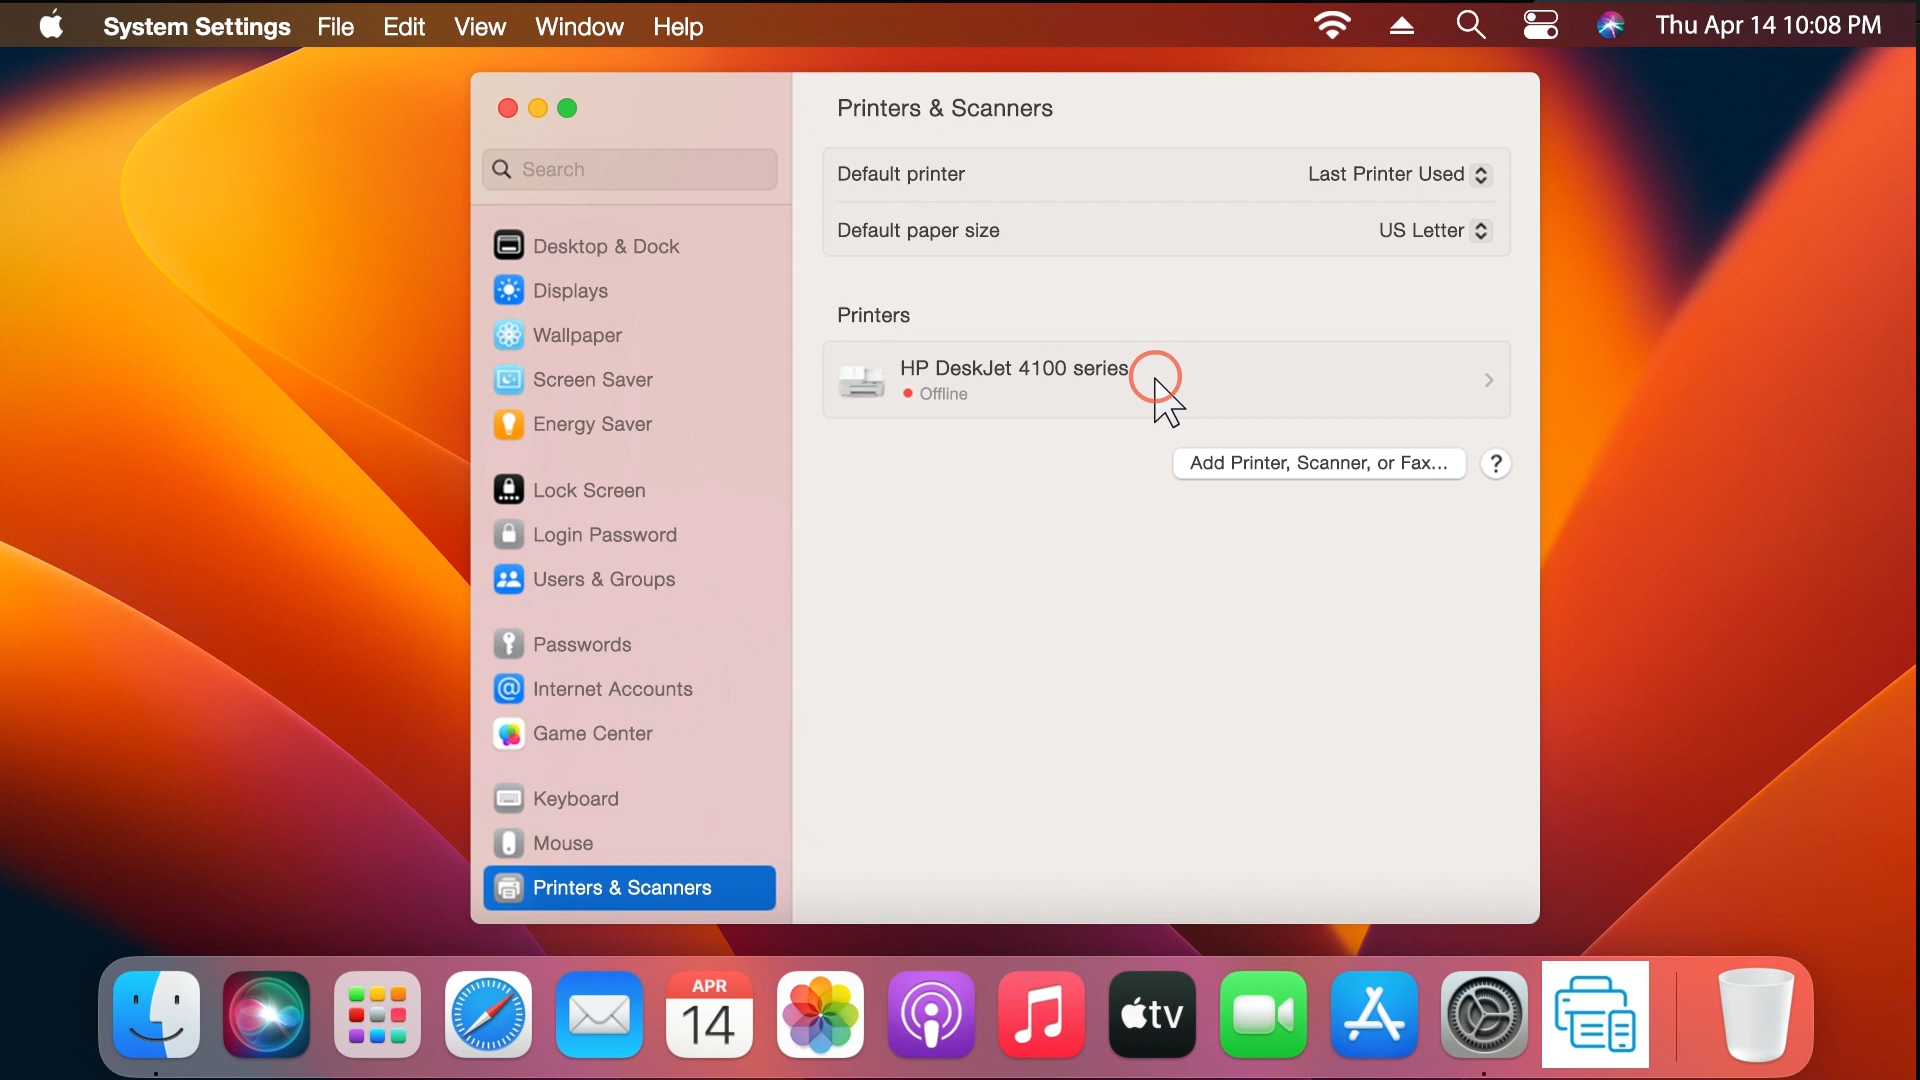 System Settings File Edit View Window Help Thu Apr 14 10:08 PM
Printers & Scanners
Search
Default printer Last Printer Used
Default paper size US Letter
Desktop & Dock
Displays
Wallpaper
Screen Saver
Energy Saver
Lock Screen
Login Password
Users & Groups
Passwords
Internet Accounts
Game Center
Keyboard
Mouse
Printers & Scanners
Printers
HP DeskJet 4100 series
Offline
Add Printer, Scanner, or Fax... ?
APR
14
tv